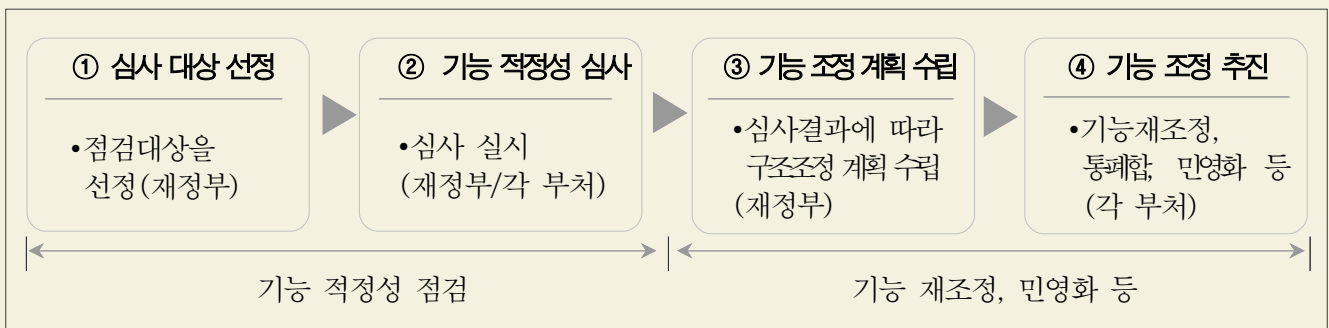 ① 심사 대상 선정
•점검대상을
선정(재정부)
② 기능 적정성 심사
•심사 실시
(재정부/각 부처)
③ 기능 조정 계획 수립
•심사결과에 따라
구조조정 계획 수립
(재정부)
④ 기능 조정 추진
•기능재조정,
통폐합, 민영화 등
(각 부처)
기능 적정성 점검
기능 재조정, 민영화 등